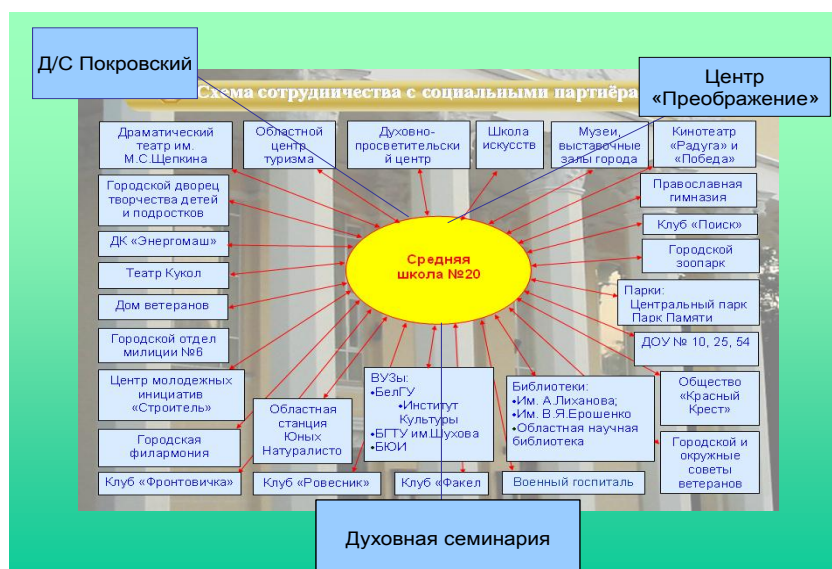 Д/С Покровский
Центр
«Преображение»
Схема сотрудничества с социальными партнёра
Драматический
театр им.
М.С.Щепкина
Областной
центр
туризма
Духовно-
просветительски
й центр
Школа
искусств
Музеи,
выставочные
залы города
Кинотеатр
«Радуга» и
«Победа»
Городской дворец
творчества детей
и подростков
Православная
гимназия
Клуб «Поиск»
ДК «Энергомаш»
Средняя
школа №20
Городской
зоопарк
Театр Кукол
Парки:
Центральный парк
Парк Памяти
Дом ветеранов
Городской отдел
милиции №6
ДОУ № 10, 25, 54
Центр молодежных
инициатив
«Строитель»
ВУЗы:
•БелГУ
•Институт
Культуры
•БГТУ им.Шухова
•БЮИ
Библиотеки:
•Им. А.Лиханова;
•Им. В.Я.Ерошенко
•Областная научная
библиотека
Общество
«Красный
Крест»
Областная
станция
Юных
Натуралисто
Городская
филармония
Городской и
окружные
советы
ветеранов
Клуб «Фронтовичка»
Клуб «Ровесник»
Клуб «Факел
Военный госпиталь
Духовная семинария